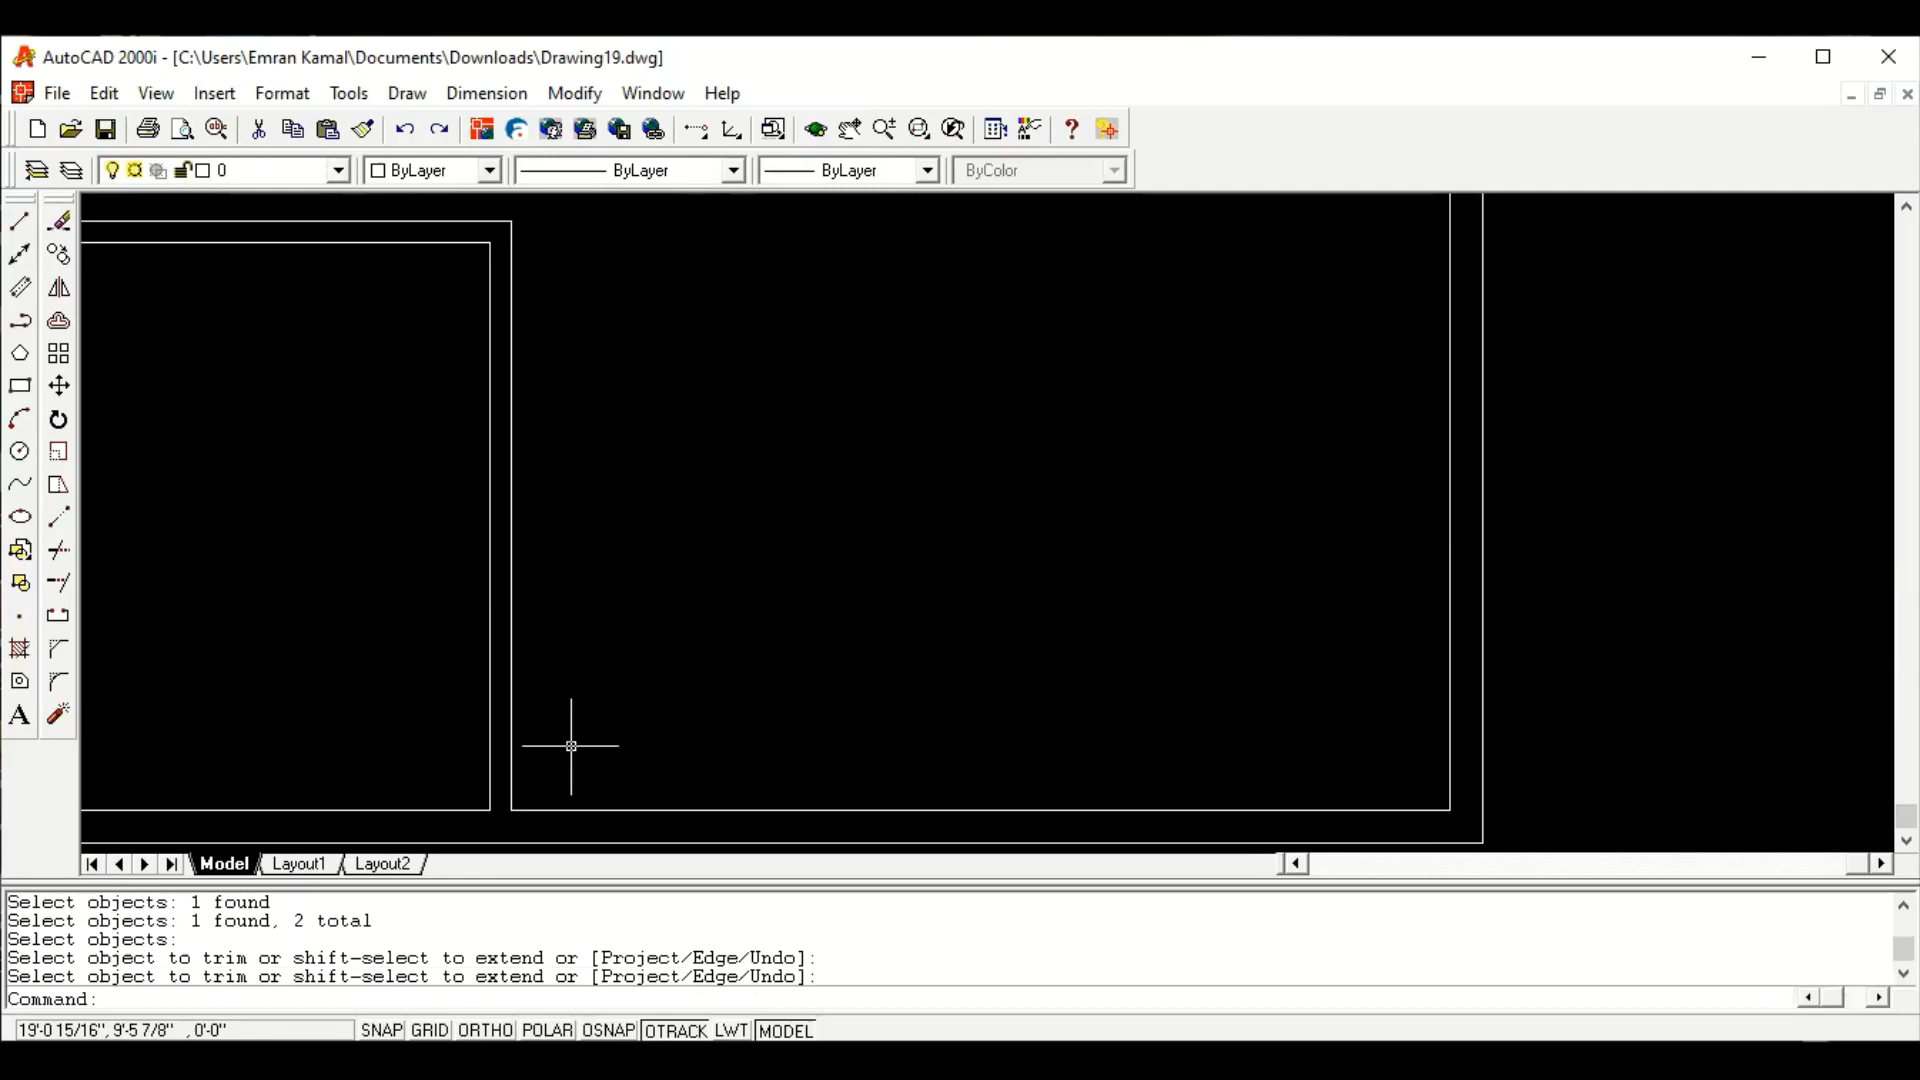 AutoCAD 2000i - [C:\Users\Emran Kamal\Documents\Downloads\Drawing19.dwg]
File Edit View Insert Format Tools Draw Dimension Modify Window Help
0 ByLayer ByLayer ByLayer ByColor
A
Model Layout1 Layout2
Select objects: 1 found
Select objects: 1 found, 2 total
Select objects:
Select object to trim or shift-select to extend or [Project/Edge/Undo]:
Select object to trim or shift-select to extend or [Project/Edge/Undo]:
Command:
19'-0 15/16", 9'-5 7/8" , 0'-0" SNAP GRID ORTHO POLAR OSNAP OTRACK LWT MODEL